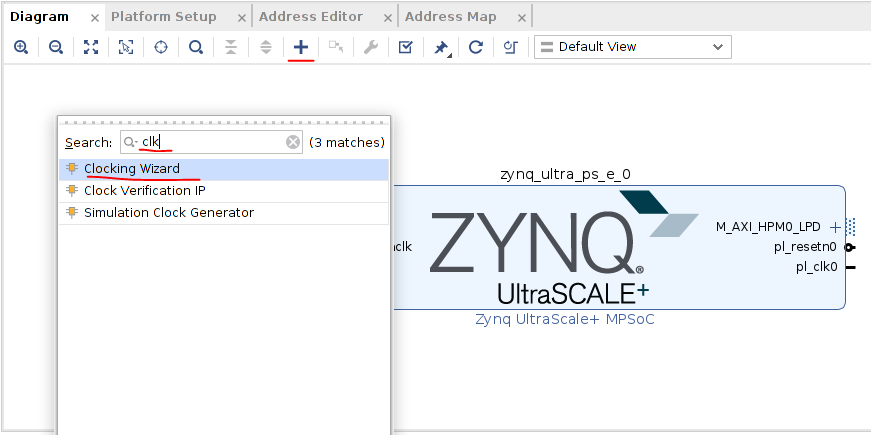 Diagram × Platform Setup × Address Editor × Address Map ×
Default View
Search: clk (3 matches)
Clocking Wizard
Clock Verification IP
Simulation Clock Generator
zynq_ultra_ps_e_0
M_AXI_HPM0_LPD
pl_resetn0
pl_clk0
ZYNQ®
UltraSCALE+
Zynq UltraScale+ MPSoC